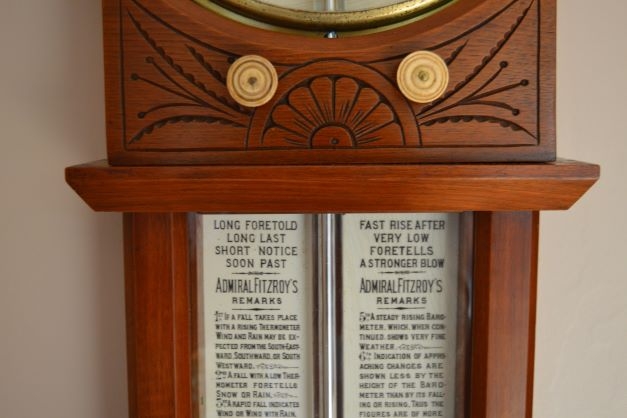 LONG FORETOLD
LONG LAST
SHORT NOTICE
SOON PAST
ADMIRAL FITZROY'S
REMARKS
1st IF A FALL TAKES PLACE
WITH A RISING THERMOMETER
WIND AND RAIN MAY BE EX-
PECTED FROM THE SOUTH-EAST-
WARD, SOUTHWARD, OR SOUTH
WESTWARD.
2nd A FALL WITH A LOW THER-
MOMETER FORETELLS
SNOW OR RAIN.
3rd A RAPID FALL INDICATES
WIND OR WIND WITH RAIN.
FAST RISE AFTER
VERY LOW
FORETELLS
A STRONGER BLOW
ADMIRAL FITZROY'S
REMARKS
5th A STEADY RISING BARO-
METER, WHICH, WHEN CON-
TINUED, SHOWS VERY FINE
WEATHER.
6th INDICATION OF APPR-
ACHING CHANGES ARE
SHOWN LESS BY THE
HEIGHT OF THE BARO-
METER THAN BY ITS FALL-
ING OR RISING. THUS THE
FIGURES ARE OF MORE